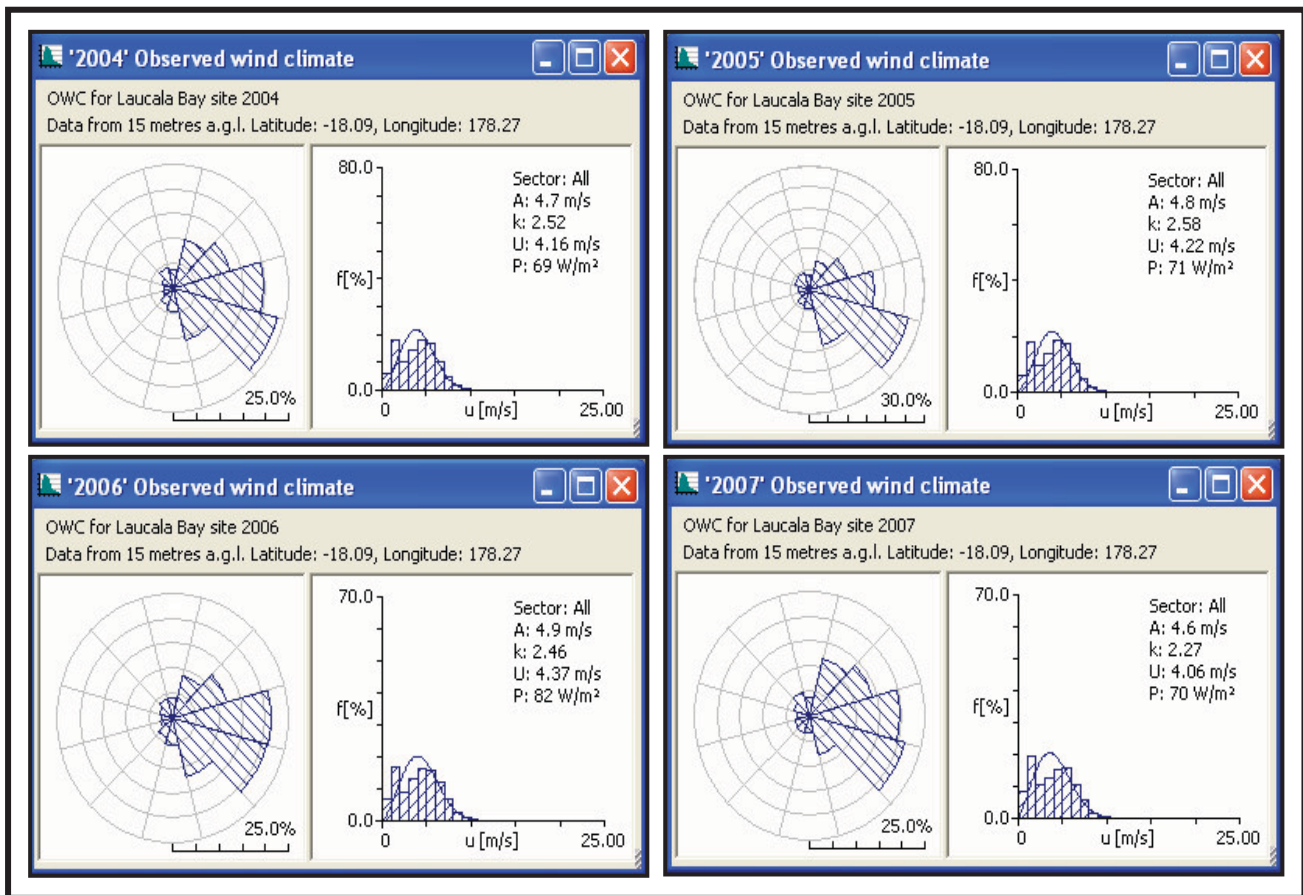 '2004' Observed wind climate
OWC for Laucala Bay site 2004
Data from 15 metres a.g.l. Latitude: -18.09, Longitude: 178.27
25.0%
80.0
f[%]
0.0
0
u [m/s]
25.00
Sector: All
A: 4.7 m/s
k: 2.52
U: 4.16 m/s
P: 69 W/m²
'2005' Observed wind climate
OWC for Laucala Bay site 2005
Data from 15 metres a.g.l. Latitude: -18.09, Longitude: 178.27
30.0%
80.0
f[%]
0.0
0
u [m/s]
25.00
Sector: All
A: 4.8 m/s
k: 2.58
U: 4.22 m/s
P: 71 W/m²
'2006' Observed wind climate
OWC for Laucala Bay site 2006
Data from 15 metres a.g.l. Latitude: -18.09, Longitude: 178.27
25.0%
70.0
f[%]
0.0
0
u [m/s]
25.00
Sector: All
A: 4.9 m/s
k: 2.46
U: 4.37 m/s
P: 82 W/m²
'2007' Observed wind climate
OWC for Laucala Bay site 2007
Data from 15 metres a.g.l. Latitude: -18.09, Longitude: 178.27
25.0%
70.0
f[%]
0.0
0
u [m/s]
25.00
Sector: All
A: 4.6 m/s
k: 2.27
U: 4.06 m/s
P: 70 W/m²